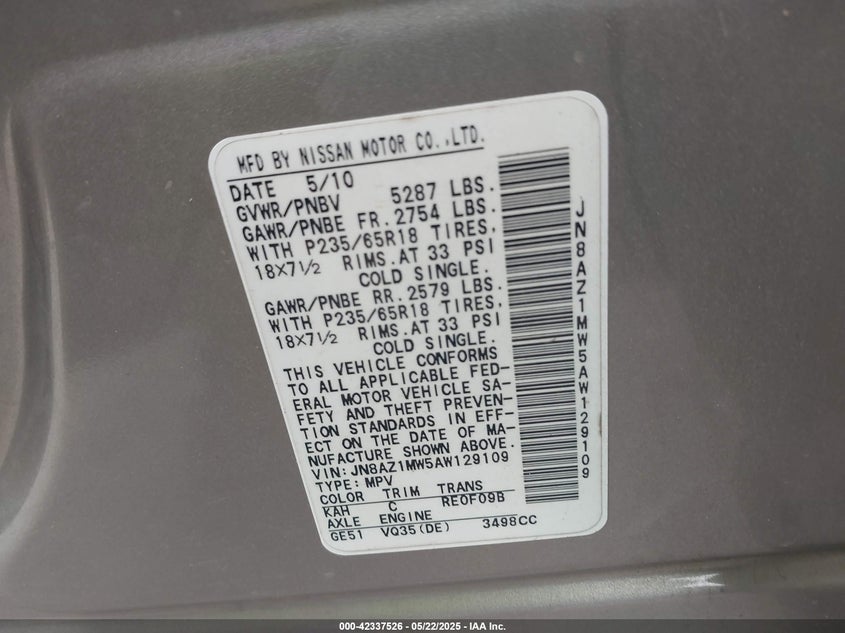 MFD BY NISSAN MOTOR CO.,LTD.
DATE 5/10
GVWR/PNBV 5287 LBS.
GAWR/PNBE FR. 2754 LBS.
WITH P235/65R18 TIRES,
18X7½ RIMS. AT 33 PSI
COLD SINGLE.
GAWR/PNBE RR. 2579 LBS.
WITH P235/65R18 TIRES,
18X7½ RIMS. AT 33 PSI
COLD SINGLE.
THIS VEHICLE CONFORMS
TO ALL APPLICABLE FED-
ERAL MOTOR VEHICLE SA-
FETY AND THEFT PREVEN-
TION STANDARDS IN EFF-
ECT ON THE DATE OF MA-
NUFACTURE SHOWN ABOVE.
VIN: JN8AZ1MW5AW129109
TYPE: MPV
COLOR TRIM TRANS
KAH C RE0F09B
AXLE ENGINE
GE51 VQ35(DE) 3498CC
JN8AZ1MW5AW129109
000-42337526 - 05/22/2025 - IAA Inc.